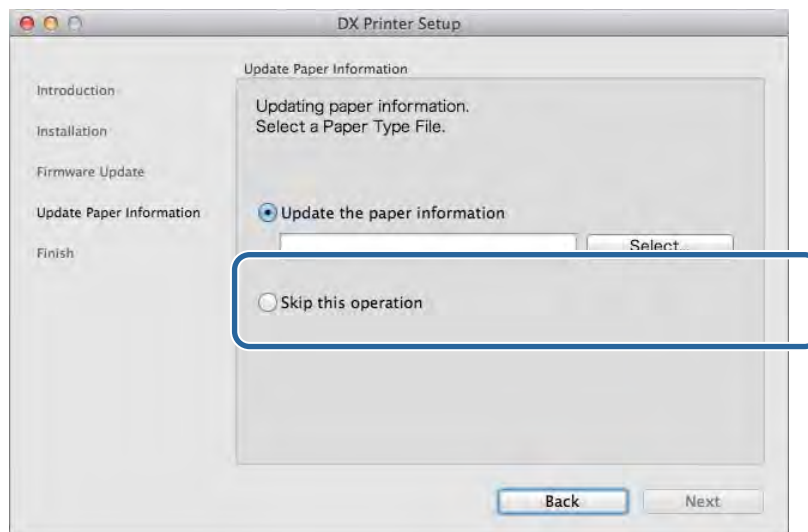 DX Printer Setup
Update Paper Information
Introduction
Installation
Firmware Update
Update Paper Information
Finish
Updating paper information.
Select a Paper Type File.
Update the paper information
Select...
Skip this operation
Back
Next